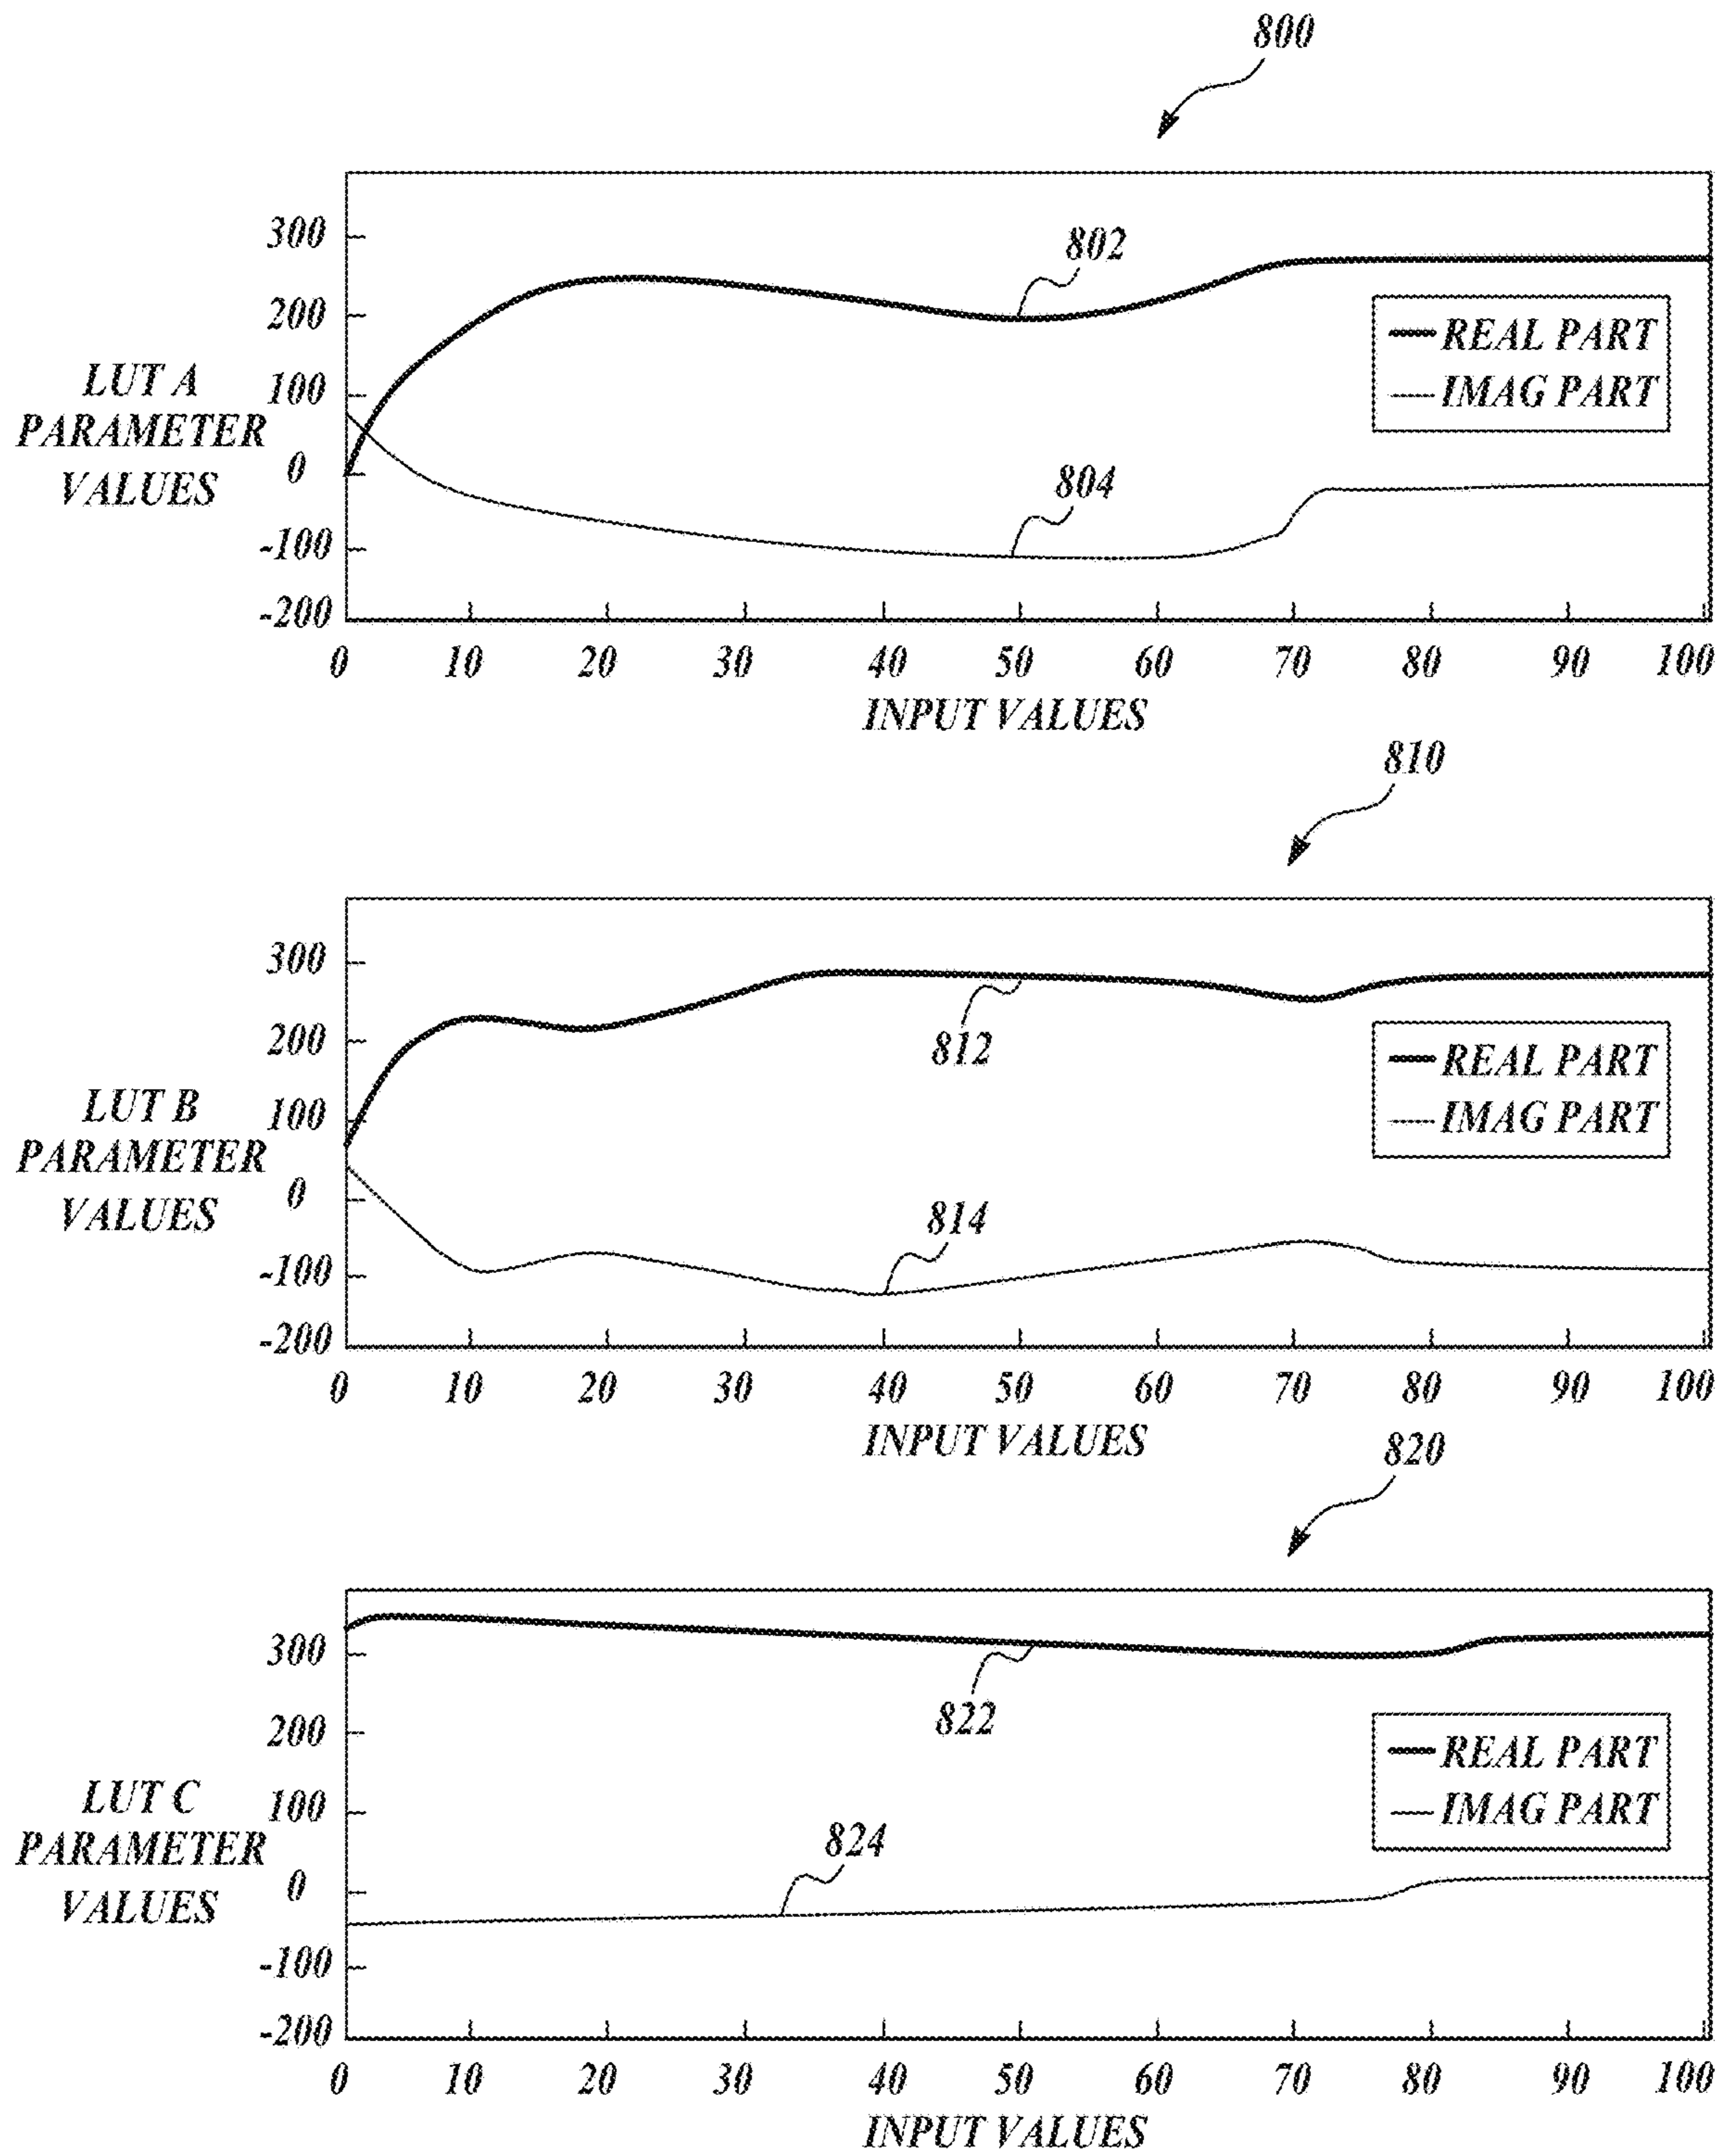 800
300
802
200
REAL PART
LUT A
100
IMAG PART
PARAMETER
0
VALUES
804
-100
-200
0 10 20 30 40 50 60 70 80 90 100
INPUT VALUES
810
300
812
200
REAL PART
LUT B
100
IMAG PART
PARAMETER
0
VALUES
814
-100
-200
0 10 20 30 40 50 60 70 80 90 100
INPUT VALUES
820
300
822
200
REAL PART
LUT C
100
IMAG PART
824
PARAMETER
0
VALUES
-100
-200
0 10 20 30 40 50 60 70 80 90 100
INPUT VALUES